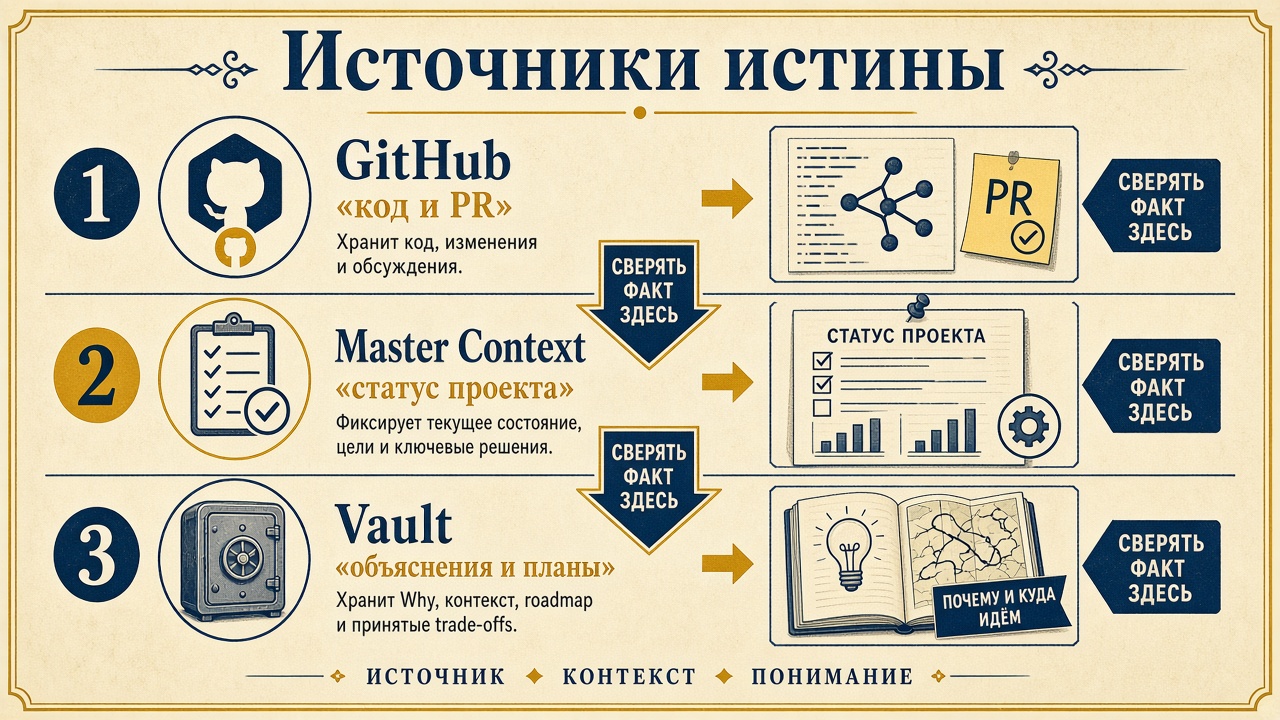 Источники истины
1
GitHub
«код и PR»
Хранит код, изменения
и обсуждения.
PR
СВЕРЯТЬ
ФАКТ
ЗДЕСЬ
СВЕРЯТЬ
ФАКТ
ЗДЕСЬ
2
Master Context
«статус проекта»
Фиксирует текущее состояние,
цели и ключевые решения.
СТАТУС ПРОЕКТА
СВЕРЯТЬ
ФАКТ
ЗДЕСЬ
СВЕРЯТЬ
ФАКТ
ЗДЕСЬ
3
Vault
«объяснения и планы»
Хранит Why, контекст, roadmap
и принятые trade-offs.
ПОЧЕМУ И КУДА
ИДЁМ
СВЕРЯТЬ
ФАКТ
ЗДЕСЬ
ИСТОЧНИК КОНТЕКСТ ПОНИМАНИЕ